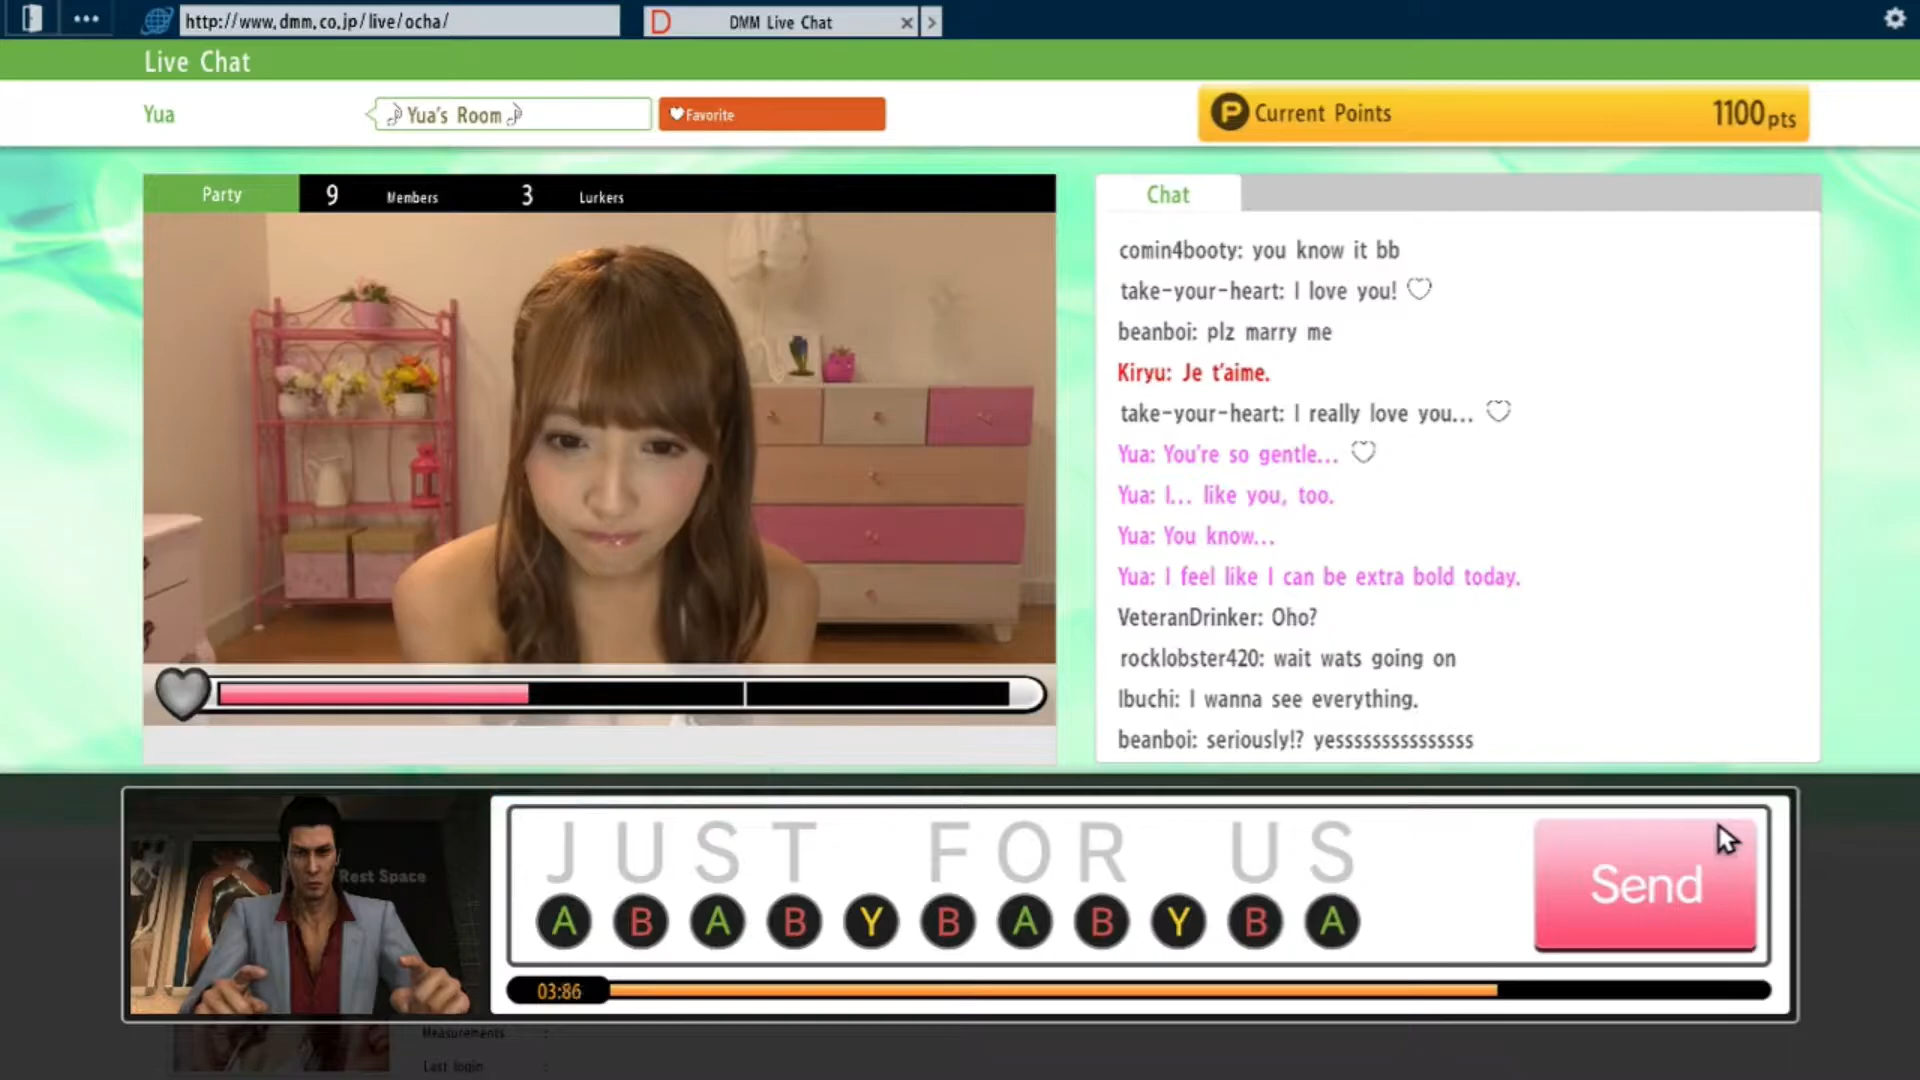 http://www.dmm.co.jp/live/ocha/
D DMM Live Chat
Live Chat
Yua
Yua's Room
Favorite
P Current Points 1100pts
Party 9 Members 3 Lurkers
Chat
comin4booty: you know it bb
take-your-heart: I love you! ♡
beanboi: plz marry me
Kiryu: Je t'aime.
take-your-heart: I really love you... ♡
Yua: You're so gentle... ♡
Yua: I... like you, too.
Yua: You know...
Yua: I feel like I can be extra bold today.
VeteranDrinker: Oho?
rocklobster420: wait wats going on
Ibuchi: I wanna see everything.
beanboi: seriously!? yesssssssssssssss
Rest Space
JUST FOR US
A B A B Y B A B Y B A
Send
03:86
Measurements :
Last login :